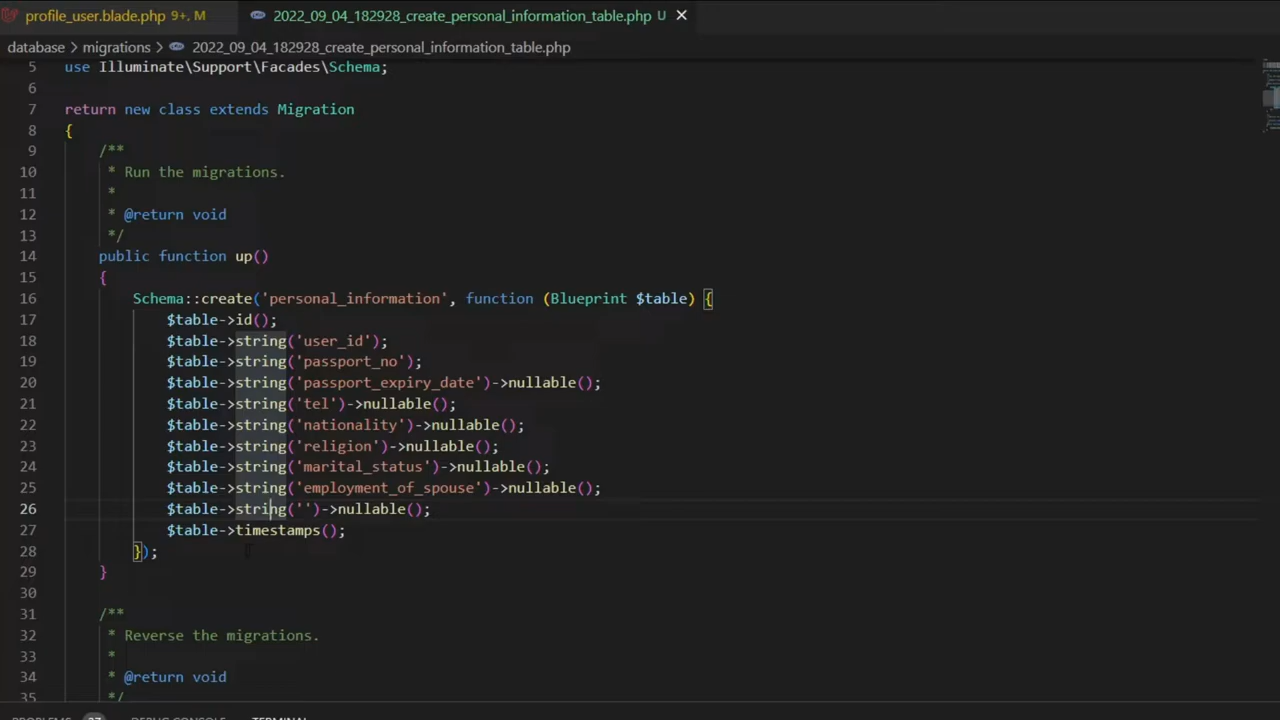 profile_user.blade.php 9+, M
2022_09_04_182928_create_personal_information_table.php U
database > migrations > 2022_09_04_182928_create_personal_information_table.php
5 use Illuminate\Support\Facades\Schema;
6
7 return new class extends Migration
8 {
9 /**
10 * Run the migrations.
11 *
12 * @return void
13 */
14 public function up()
15 {
16 Schema::create('personal_information', function (Blueprint $table) {
17 $table->id();
18 $table->string('user_id');
19 $table->string('passport_no');
20 $table->string('passport_expiry_date')->nullable();
21 $table->string('tel')->nullable();
22 $table->string('nationality')->nullable();
23 $table->string('religion')->nullable();
24 $table->string('marital_status')->nullable();
25 $table->string('employment_of_spouse')->nullable();
26 $table->string('')->nullable();
27 $table->timestamps();
28 });
29 }
30
31 /**
32 * Reverse the migrations.
33 *
34 * @return void
35 */
PROBLEMS 27 DEBUG CONSOLE TERMINAL